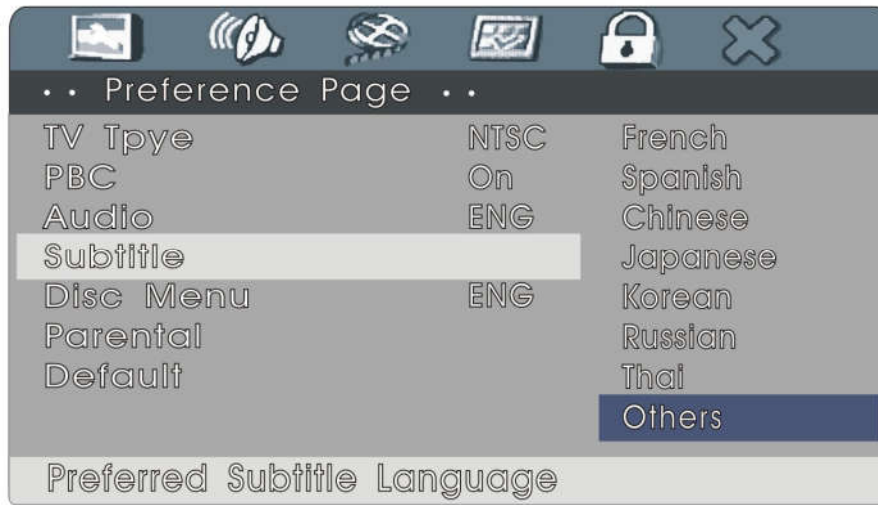 ·· Preference Page ··
TV Tpye NTSC French
PBC On Spanish
Audio ENG Chinese
Subtitle Japanese
Disc Menu ENG Korean
Parental Russian
Default Thai
Others
Preferred Subtitle Language